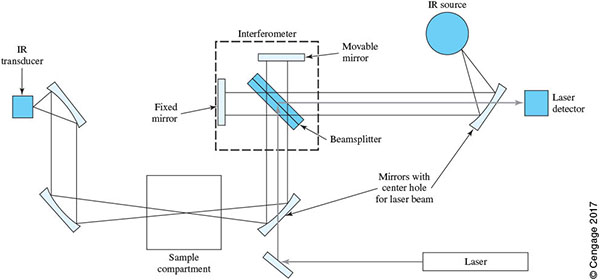 IR source
Interferometer
IR
transducer
Movable
mirror
Fixed
mirror
Laser
detector
Beamsplitter
Mirrors with
center hole
for laser beam
Sample
compartment
Laser
© Cengage 2017